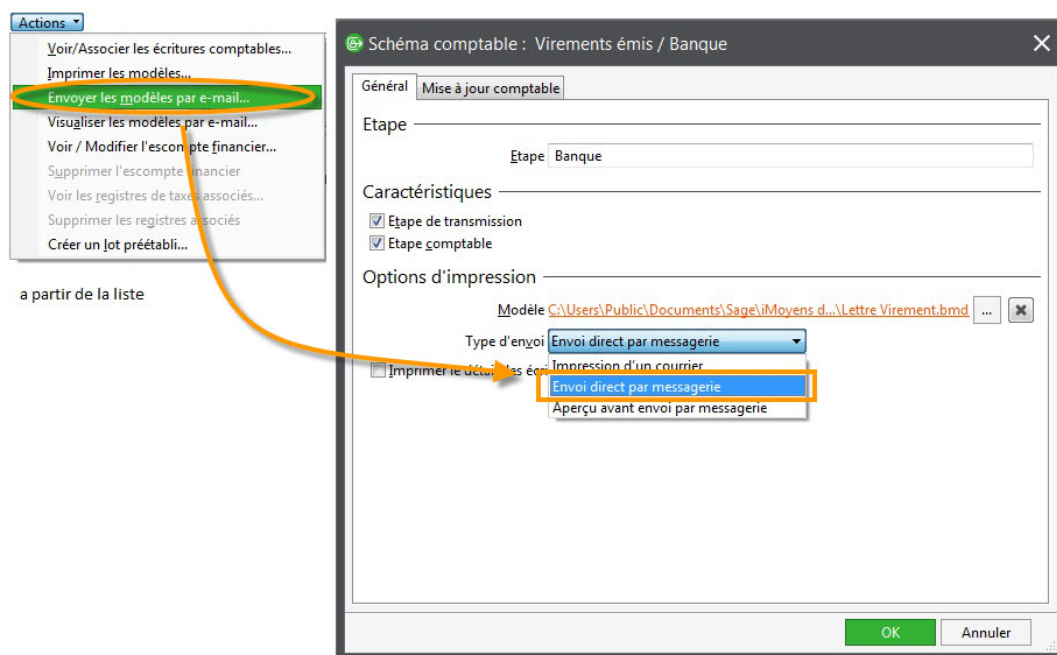 Actions
Voir/Associer les écritures comptables...
Imprimer les modèles...
Envoyer les modèles par e-mail...
Visualiser les modèles par e-mail...
Voir / Modifier l'escompte financier...
Supprimer l'escompte financier
Voir les registres de taxes associés...
Supprimer les registres associés
Créer un lot préétabli...
a partir de la liste
Schéma comptable : Virements émis / Banque
Général
Mise à jour comptable
Etape
Etape Banque
Caractéristiques
Etape de transmission
Etape comptable
Options d'impression
Modèle C:\Users\Public\Documents\Sage\iMoyens d...\Lettre Virement.bmd ...
Type d'envoi Envoi direct par messagerie
Imprimer le détail des écri
Impression d'un courrier
Envoi direct par messagerie
Aperçu avant envoi par messagerie
OK
Annuler